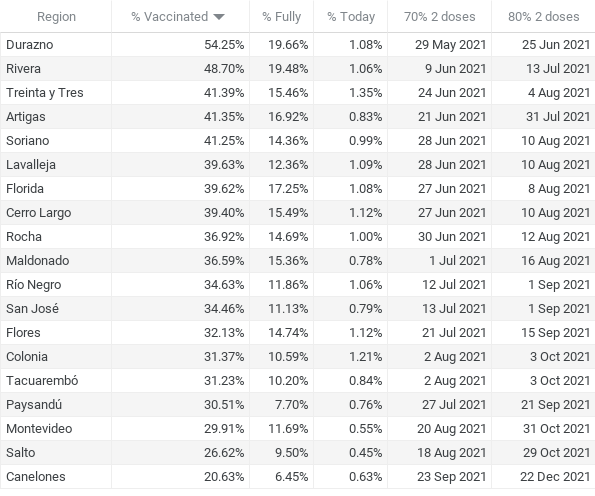 Region % Vaccinated % Fully % Today 70% 2 doses 80% 2 doses
Durazno 54.25% 19.66% 1.08% 29 May 2021 25 Jun 2021
Rivera 48.70% 19.48% 1.06% 9 Jun 2021 13 Jul 2021
Treinta y Tres 41.39% 15.46% 1.35% 24 Jun 2021 4 Aug 2021
Artigas 41.35% 16.92% 0.83% 21 Jun 2021 31 Jul 2021
Soriano 41.25% 14.36% 0.99% 28 Jun 2021 10 Aug 2021
Lavalleja 39.63% 12.36% 1.09% 28 Jun 2021 10 Aug 2021
Florida 39.62% 17.25% 1.08% 27 Jun 2021 8 Aug 2021
Cerro Largo 39.40% 15.49% 1.12% 27 Jun 2021 10 Aug 2021
Rocha 36.92% 14.69% 1.00% 30 Jun 2021 12 Aug 2021
Maldonado 36.59% 15.36% 0.78% 1 Jul 2021 16 Aug 2021
Río Negro 34.63% 11.86% 1.06% 12 Jul 2021 1 Sep 2021
San José 34.46% 11.13% 0.79% 13 Jul 2021 1 Sep 2021
Flores 32.13% 14.74% 1.12% 21 Jul 2021 15 Sep 2021
Colonia 31.37% 10.59% 1.21% 2 Aug 2021 3 Oct 2021
Tacuarembó 31.23% 10.20% 0.84% 2 Aug 2021 3 Oct 2021
Paysandú 30.51% 7.70% 0.76% 27 Jul 2021 21 Sep 2021
Montevideo 29.91% 11.69% 0.55% 20 Aug 2021 31 Oct 2021
Salto 26.62% 9.50% 0.45% 18 Aug 2021 29 Oct 2021
Canelones 20.63% 6.45% 0.63% 23 Sep 2021 22 Dec 2021